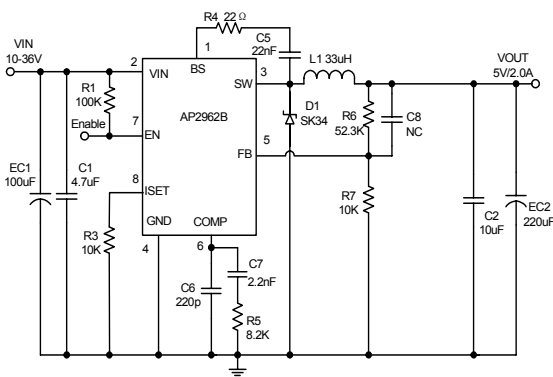 R4 22 Ω
C5
22nF
VIN
10-36V
1
BS
2
VIN
SW
3
L1 33uH
VOUT
5V/2.0A
R1
100K
Enable
7
EN
AP2962B
D1
SK34
R6
52.3K
C8
NC
FB
5
EC1
100uF
C1
4.7uF
8
ISET
R3
10K
GND
4
COMP
6
R7
10K
C2
10uF
EC2
220uF
C7
2.2nF
C6
220p
R5
8.2K